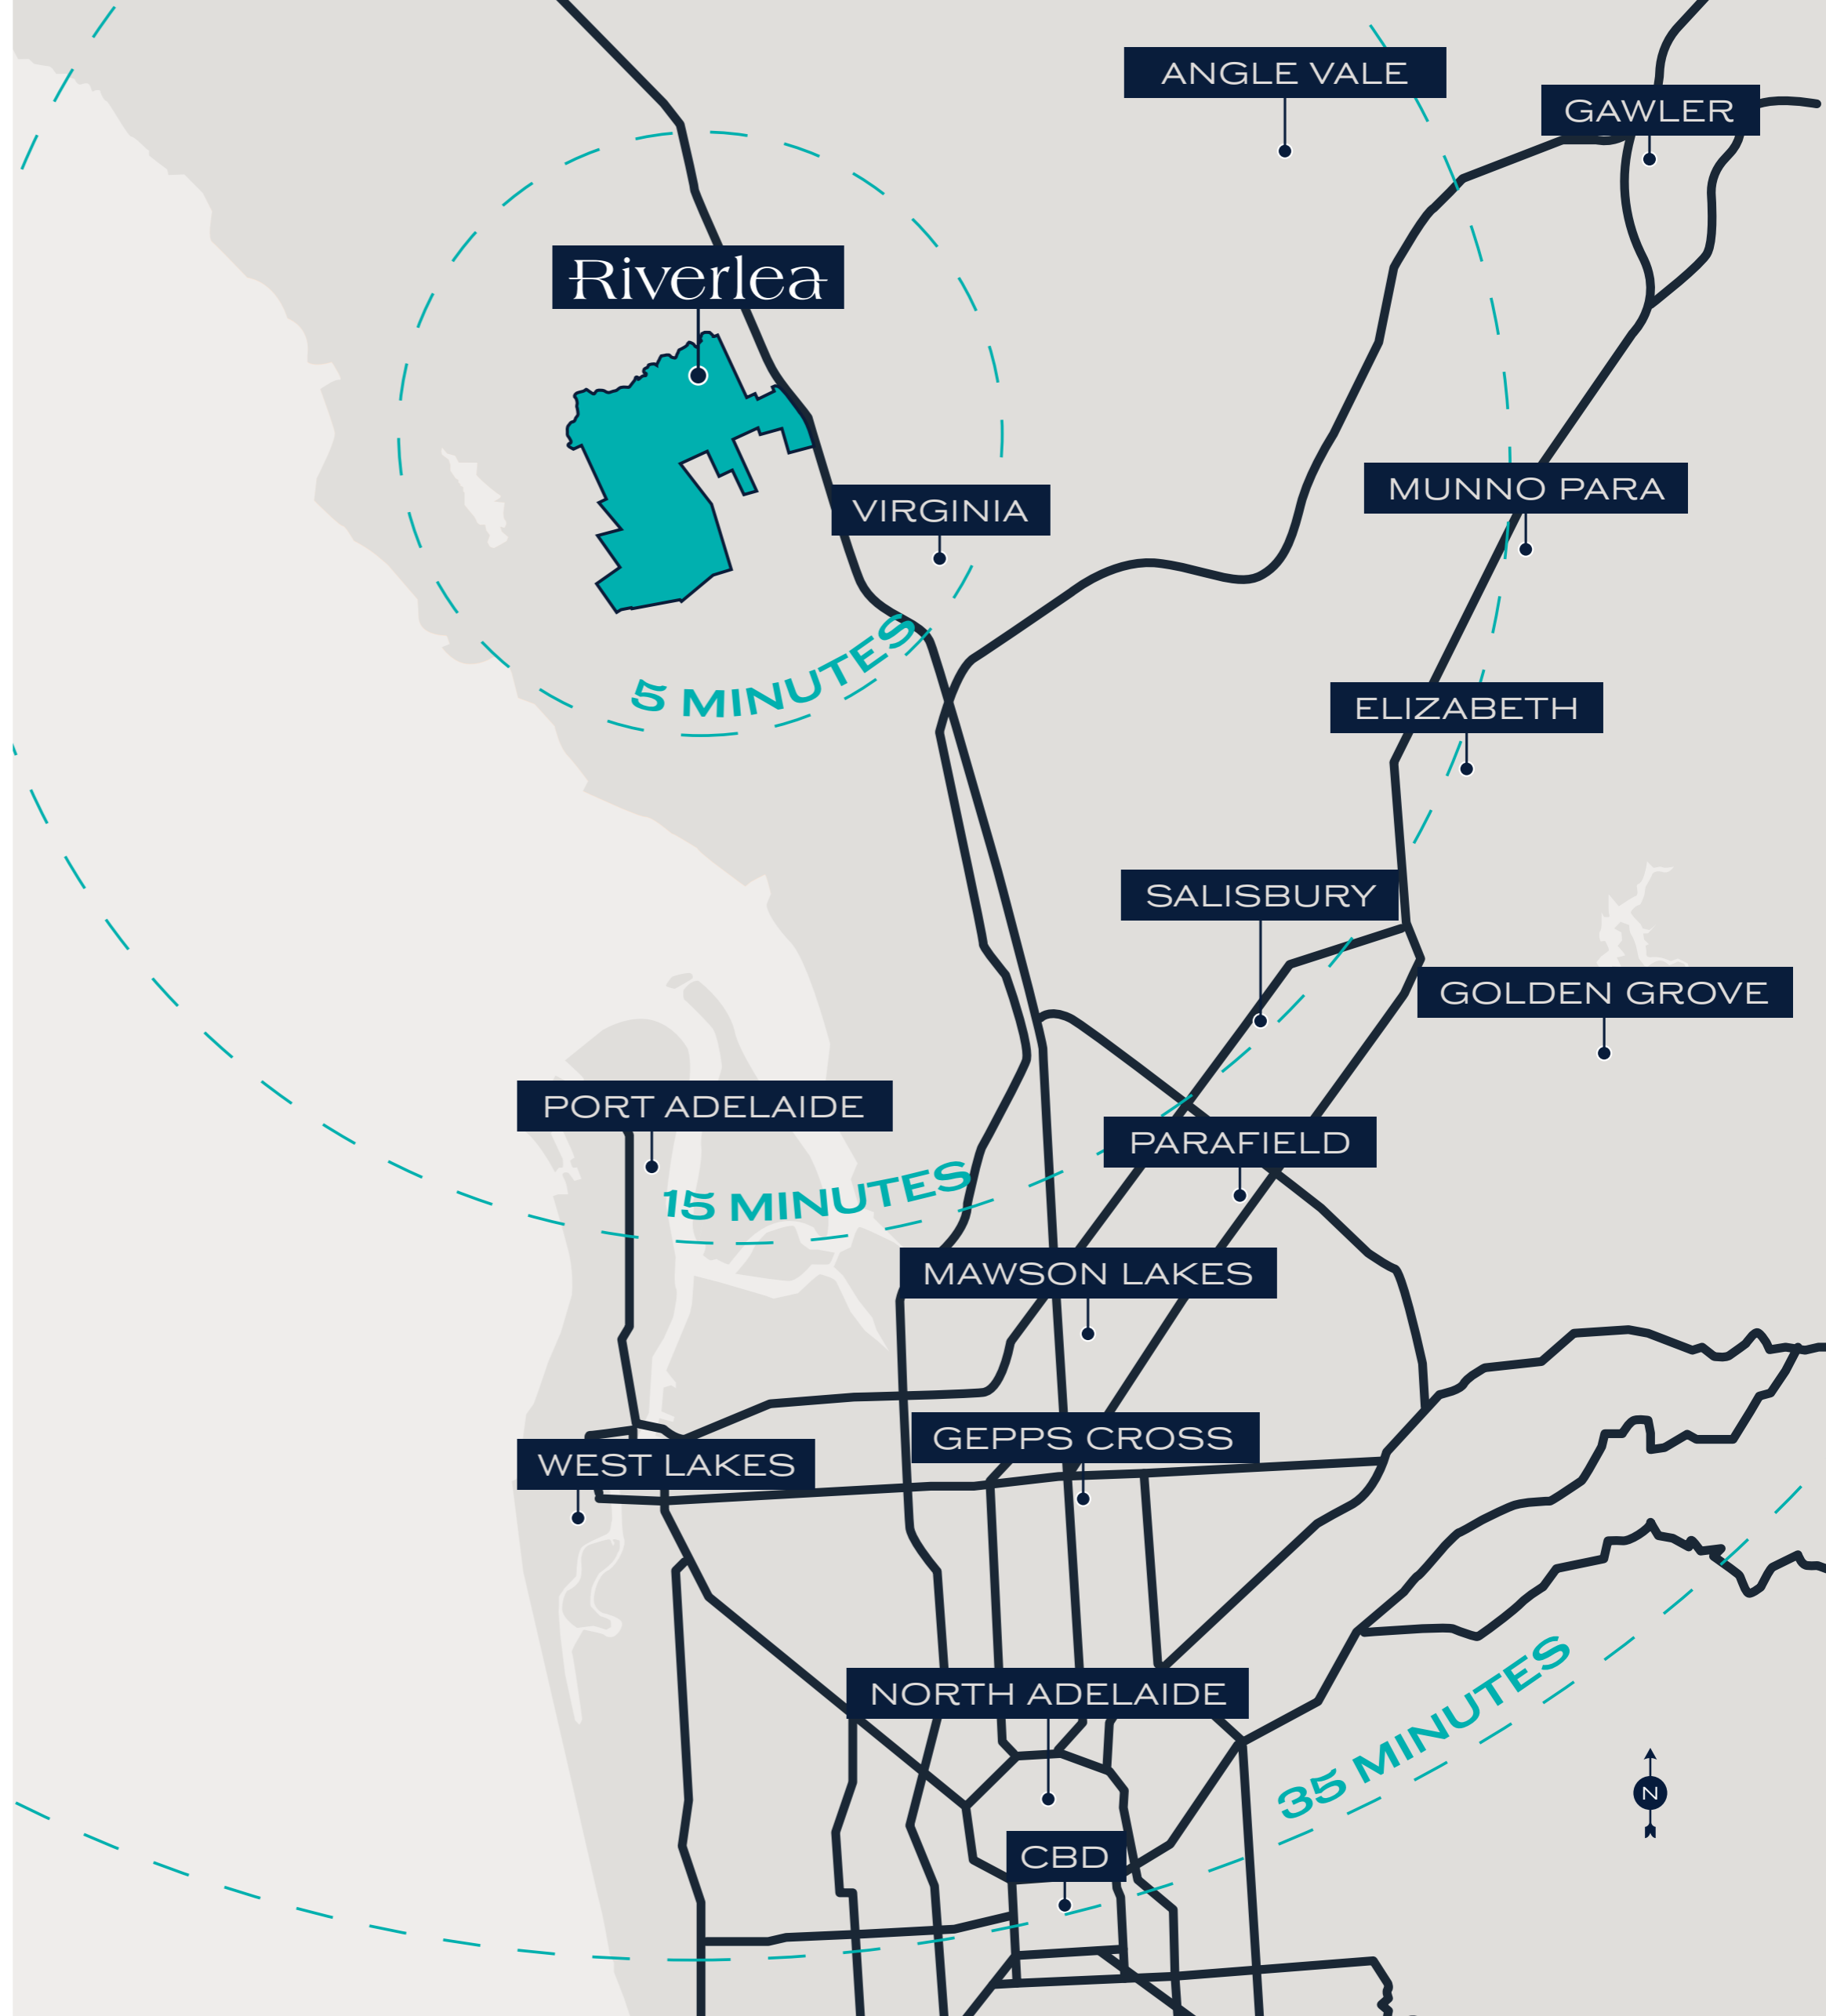 ANGLE VALE
GAWLER
Riverlea
MUNNO PARA
VIRGINIA
5 MINUTES
ELIZABETH
SALISBURY
GOLDEN GROVE
PORT ADELAIDE
PARAFIELD
15 MINUTES
MAWSON LAKES
GEPPS CROSS
WEST LAKES
NORTH ADELAIDE
35 MINUTES
N
CBD